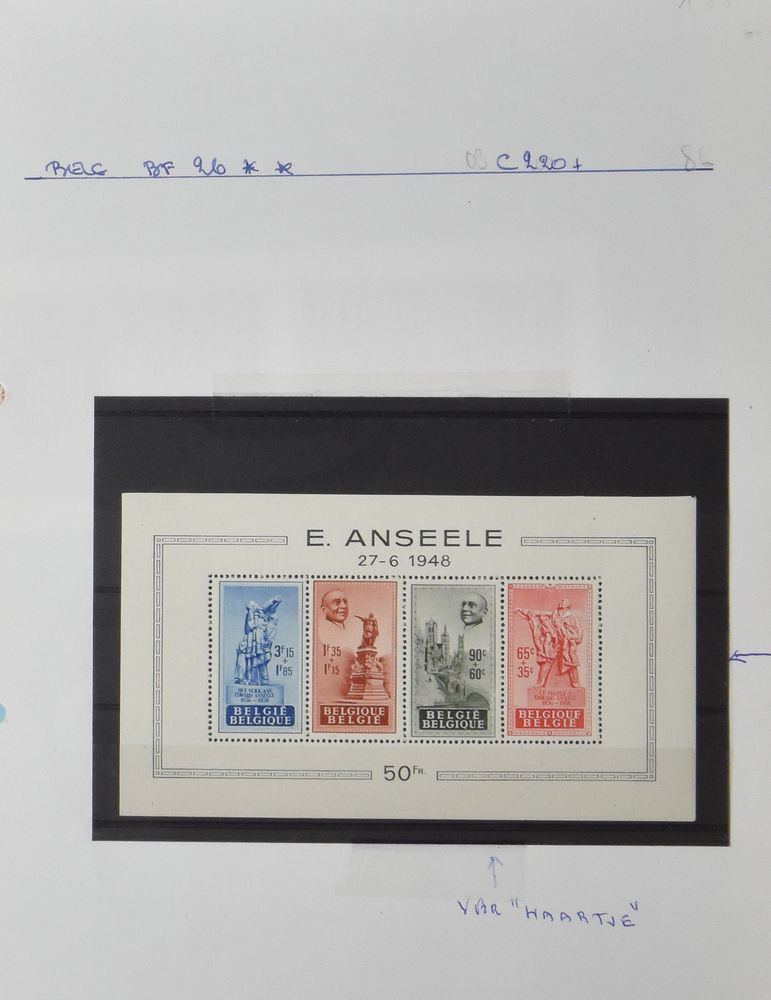 BELG BF 26 * * C 220+ 86
E. ANSEELE
27-6 1948
3F15 + 1F85
HET VOLK AAN
EDWARD ANSEELE
1856 - 1938
BELGIË
BELGIQUE
1F35 + 1F15
BELGIQUE
BELGIË
90C + 60C
BELGIË
BELGIQUE
65C + 35C
LE PEUPLE A
EDWARD ANSEELE
1856 - 1938
BELGIQUE
BELGIË
50FR.
VAR "HAARTJE"